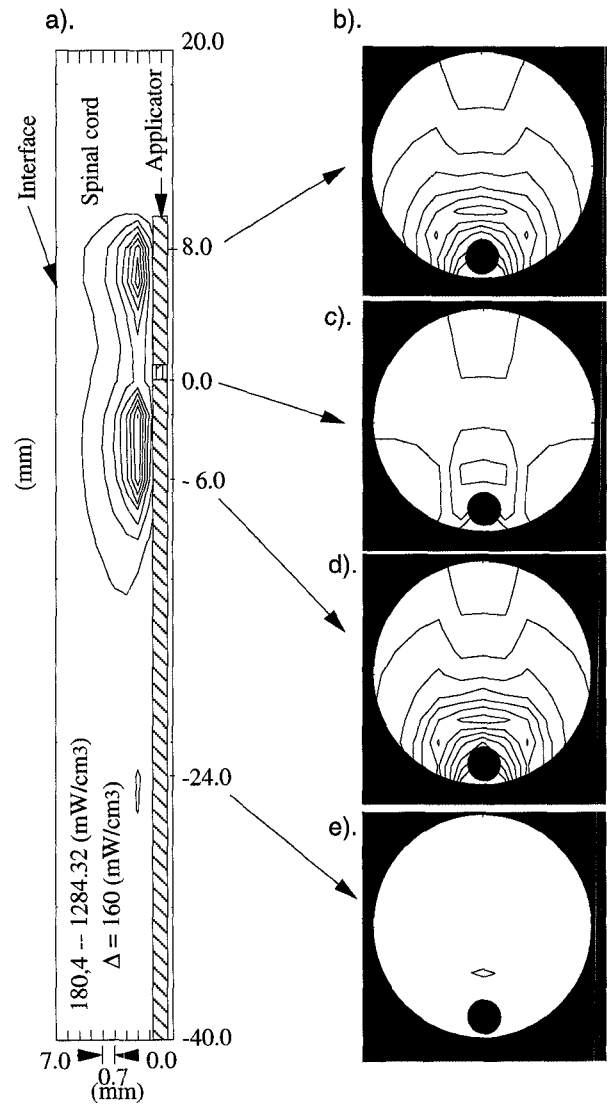 a).
20.0
Interface
Spinal cord
Applicator
8.0
0.0
- 6.0
(mm)
-24.0
180,4 -- 1284.32 (mW/cm3)
Δ = 160 (mW/cm3)
-40.0
7.0
0.0
0.7
(mm)
b).
c).
d).
e).